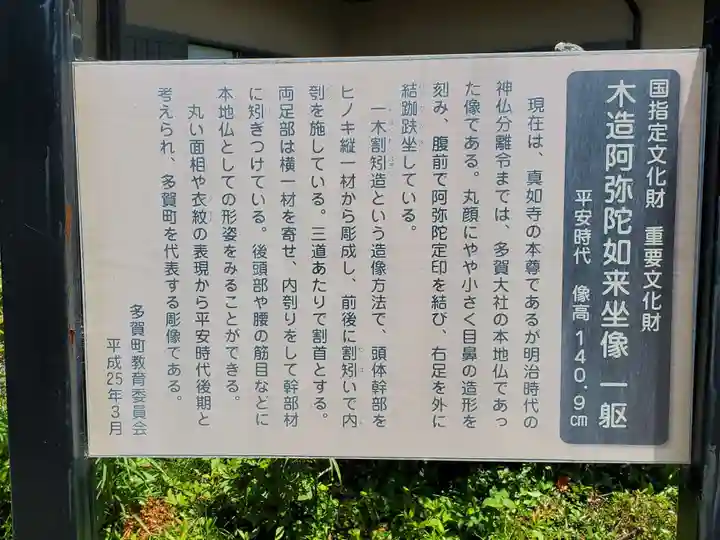 国指定文化財 重要文化財
木造阿弥陀如来坐像 一躯
平安時代 像高 140.9cm
現在は、真如寺の本尊であるが明治時代の
神仏分離令までは、多賀大社の本地仏であっ
た像である。丸顔にやや小さく目鼻の造形を
刻み、腹前で阿弥陀定印を結び、右足を外に
結跏趺坐している。
一木割矧造という造像方法で、頭体幹部を
ヒノキ縦一材から彫成し、前後に割矧いで内
刳を施している。三道あたりで割首とする。
両足部は横一材を寄せ、内刳りをして幹部材
に矧ぎつけている。後頭部や腰の筋目などに
本地仏としての形姿をみることができる。
丸い面相や衣紋の表現から平安時代後期と
考えられ、多賀町を代表する彫像である。
多賀町教育委員会
平成25年3月